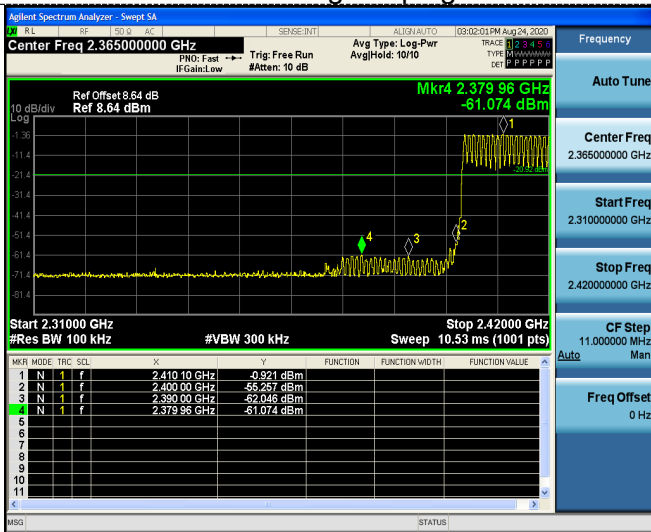 Agilent Spectrum Analyzer - Swept SA
RL RF 50 Ω AC SENSE:INT ALIGN AUTO 03:02:01 PM Aug 24, 2020
Center Freq 2.365000000 GHz
PNO: Fast
IFGain:Low
Trig: Free Run
#Atten: 10 dB
Avg Type: Log-Pwr
Avg|Hold: 10/10
TRACE 1 2 3 4 5 6
TYPE M
DET P P P P P P
Frequency
Auto Tune
Center Freq
2.365000000 GHz
Start Freq
2.310000000 GHz
Stop Freq
2.420000000 GHz
CF Step
11.000000 MHz
Auto Man
Freq Offset
0 Hz
Mkr4 2.379 96 GHz
-61.074 dBm
Ref Offset 8.64 dB
10 dB/div Ref 8.64 dBm
Log
1
-1.36
-11.4
-20.92 dBm
-21.4
-31.4
-41.4
2
-51.4
4
3
-61.4
-71.4
-81.4
Start 2.31000 GHz Stop 2.42000 GHz
#Res BW 100 kHz #VBW 300 kHz Sweep 10.53 ms (1001 pts)
MKR MODE TRC SCL X Y FUNCTION FUNCTION WIDTH FUNCTION VALUE
1 N 1 f 2.410 10 GHz -0.921 dBm
2 N 1 f 2.400 00 GHz -55.257 dBm
3 N 1 f 2.390 00 GHz -62.046 dBm
4 N 1 f 2.379 96 GHz -61.074 dBm
5
6
7
8
9
10
11
MSG STATUS